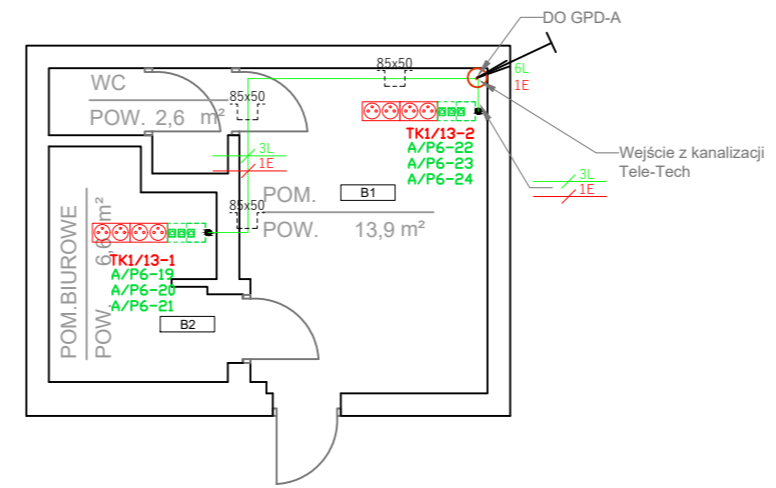 DO GPD-A
6L
1E
85x50
WC
POW. 2,6 m²
85x50
TK1/13-2
A/P6-22
A/P6-23
A/P6-24
3L
1E
Wejście z kanalizacji
Tele-Tech
3L
1E
POM.
B1
POW. 13,9 m²
85x50
POM.BIUROWE
POW. 6,6 m²
TK1/13-1
A/P6-19
A/P6-20
A/P6-21
B2